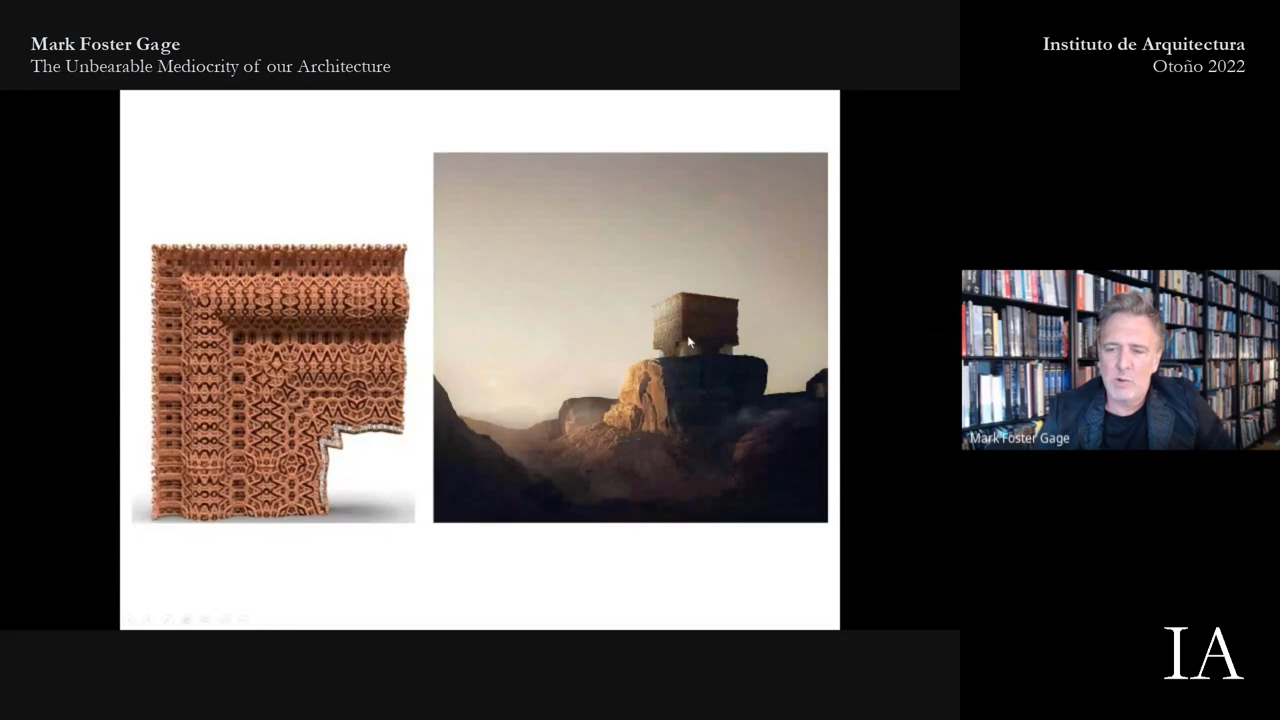 Mark Foster Gage
The Unbearable Mediocrity of our Architecture
Instituto de Arquitectura
Otoño 2022
Mark Foster Gage
IA